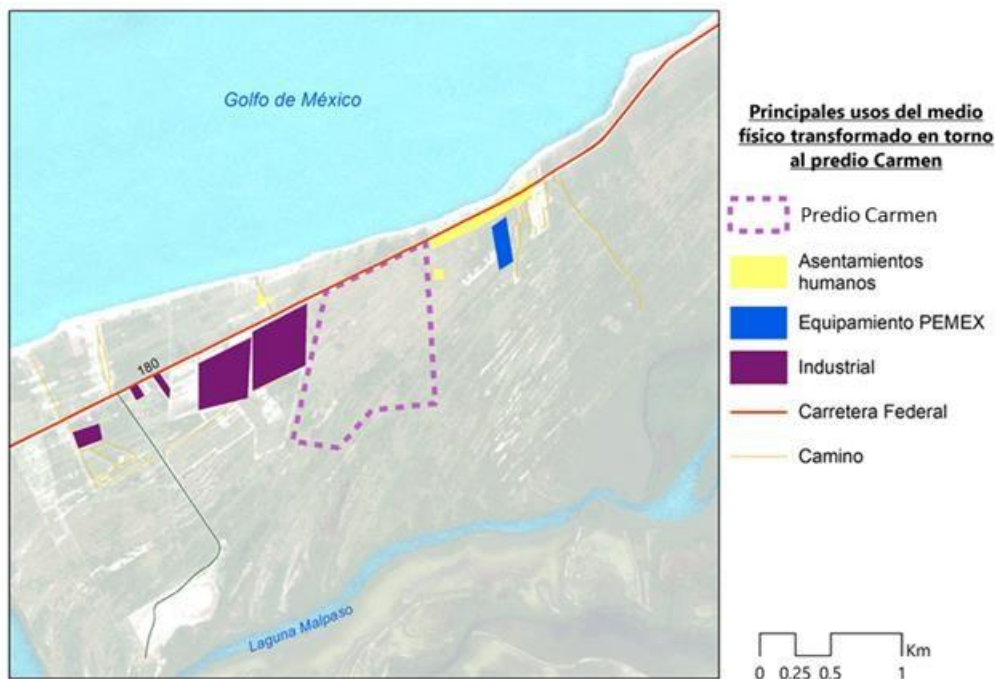 Golfo de México
180
Laguna Malpaso
Principales usos del medio
físico transformado en torno
al predio Carmen
Predio Carmen
Asentamientos
humanos
Equipamiento PEMEX
Industrial
Carretera Federal
Camino
Km
0 0.25 0.5 1